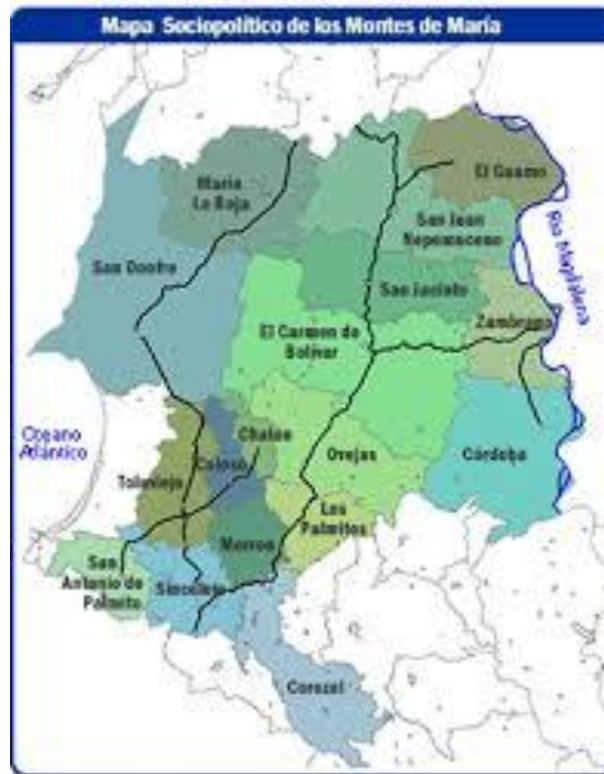 Mapa Sociopolítico de los Montes de María
El Guamo
María
La Baja
San Juan
Nepomuceno
Río Magdalena
San Onofre
San Jacinto
Zambrano
El Carmen de
Bolívar
Oceano
Atlántico
Chalán
Colosó
Ovejas
Córdoba
Toluviejo
Los
Palmitos
Morroa
San
Antonio de
Palmito
Sincelejo
Corozal